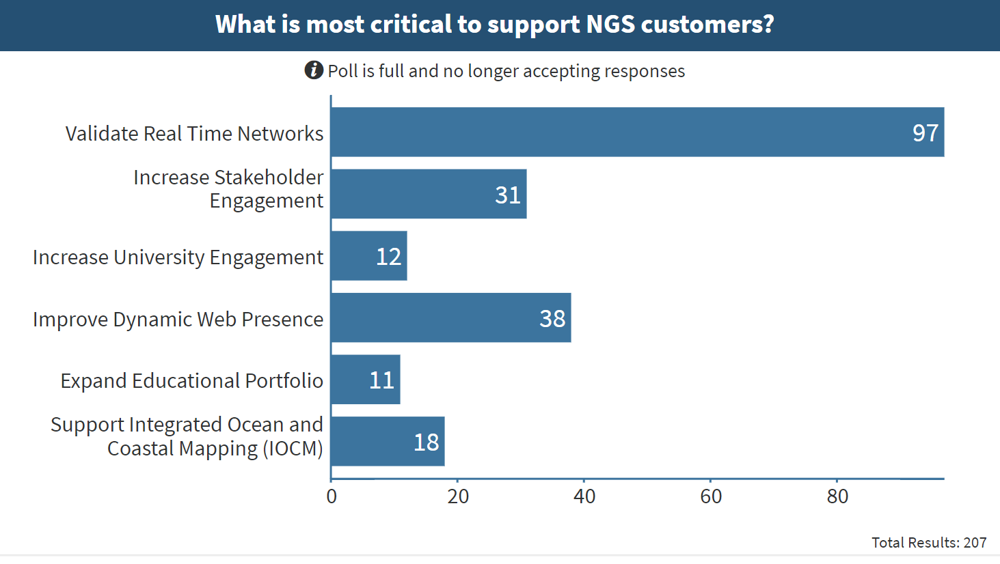 What is most critical to support NGS customers?
i Poll is full and no longer accepting responses
Validate Real Time Networks
97
Increase Stakeholder
Engagement
31
Increase University Engagement
12
Improve Dynamic Web Presence
38
Expand Educational Portfolio
11
Support Integrated Ocean and
Coastal Mapping (IOCM)
18
0 20 40 60 80
Total Results: 207